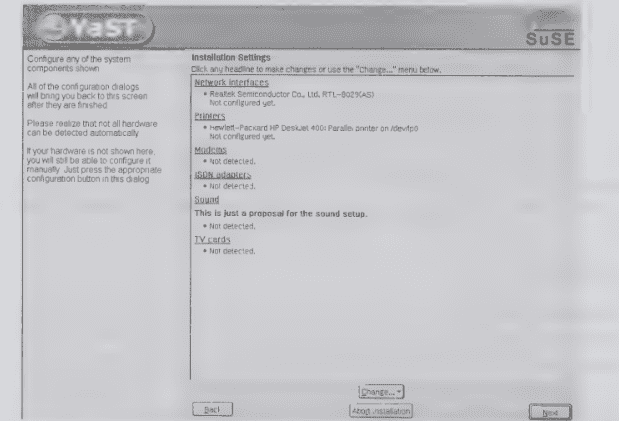 YaST
SuSE
Configure any of the system
components shown
All of the configuration dialogs
will bring you back to this screen
after they are finished
Please realize that not all hardware
can be detected automatically
If your hardware is not shown here,
you will still be able to configure it
manually. Just press the appropriate
configuration button in this dialog
Installation Settings
Click any headline to make changes or use the "Change..." menu below.
Network interfaces
• Realtek Semiconductor Co., Ltd. RTL-8029(AS)
Not configured yet.
Printers
• Hewlett-Packard HP DeskJet 400: Parallel printer on /dev/lp0
Not configured yet.
Modems
• Not detected.
ISDN adapters
• Not detected.
Sound
This is just a proposal for the sound setup.
• Not detected.
TV cards
• Not detected.
Change...
Back
Abort Installation
Next